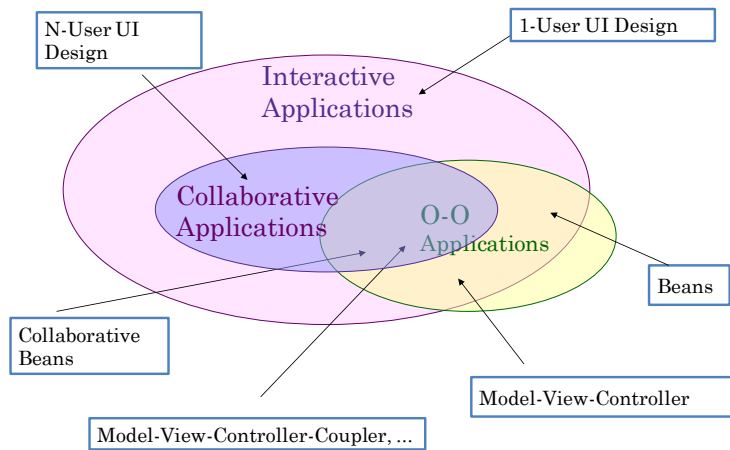 N-User UI
Design
1-User UI Design
Interactive
Applications
Collaborative
Applications
O-O
Applications
Beans
Collaborative
Beans
Model-View-Controller
Model-View-Controller-Coupler, ...